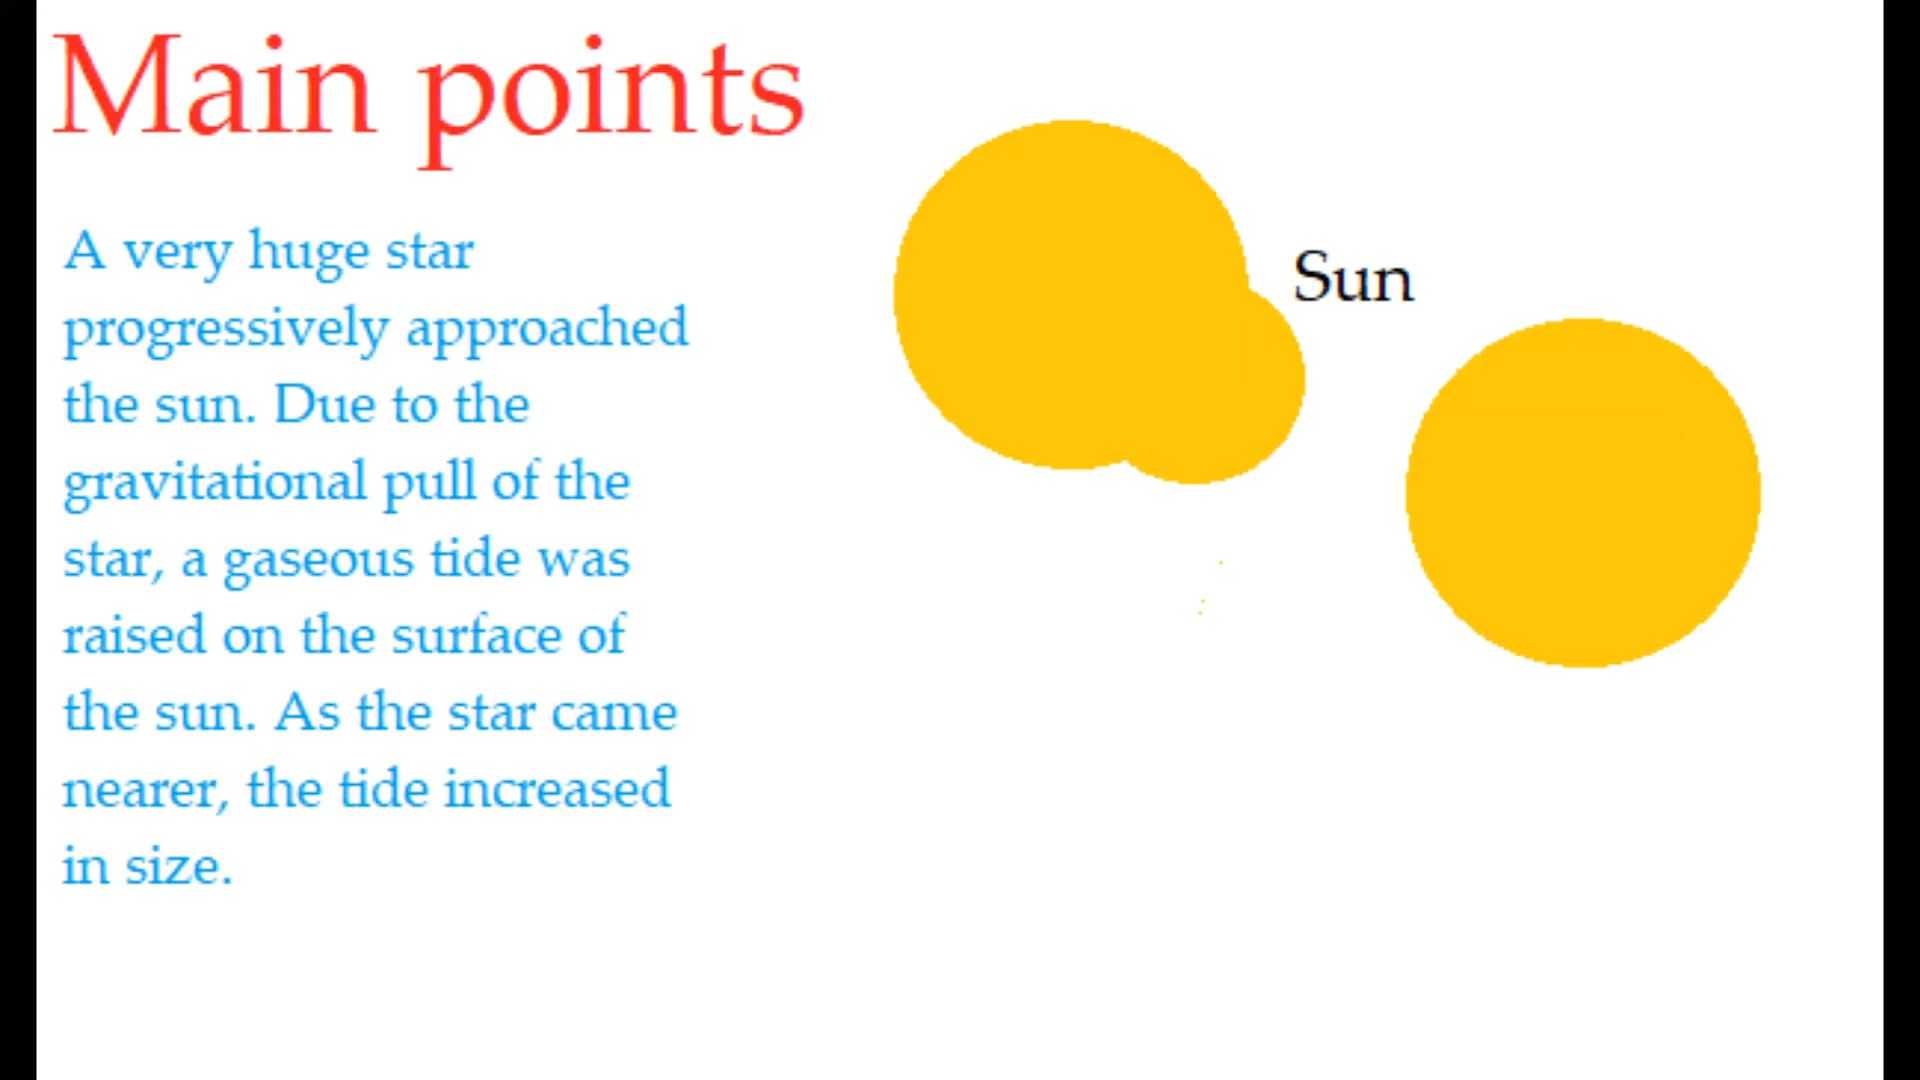 Main points
A very huge star
progressively approached
the sun. Due to the
gravitational pull of the
star, a gaseous tide was
raised on the surface of
the sun. As the star came
nearer, the tide increased
in size.
Sun